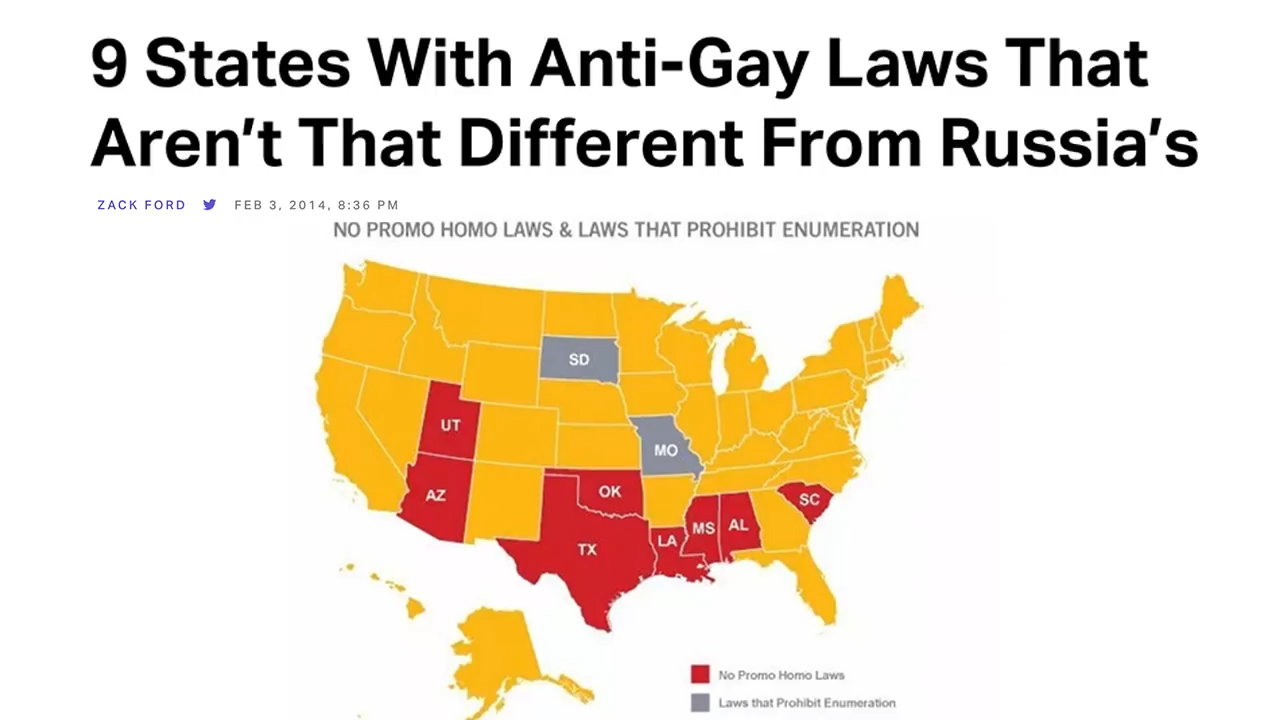 9 States With Anti-Gay Laws That
Aren’t That Different From Russia’s
ZACK FORD FEB 3, 2014, 8:36 PM
NO PROMO HOMO LAWS & LAWS THAT PROHIBIT ENUMERATION
SD
UT
MO
AZ
OK
SC
MS
AL
LA
TX
No Promo Homo Laws
Laws that Prohibit Enumeration